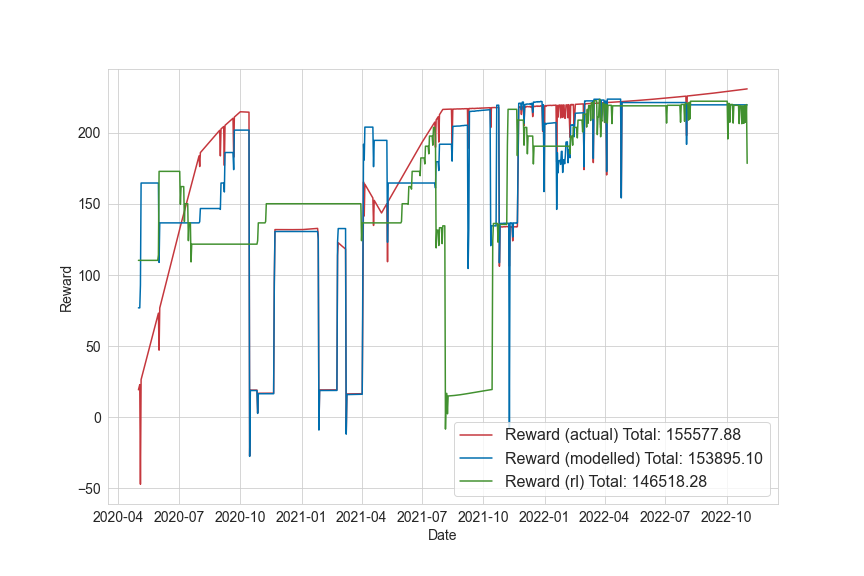 200
150
100
50
0
−50
Reward
Reward (actual) Total: 155577.88
Reward (modelled) Total: 153895.10
Reward (rl) Total: 146518.28
2020-04 2020-07 2020-10 2021-01 2021-04 2021-07 2021-10 2022-01 2022-04 2022-07 2022-10
Date